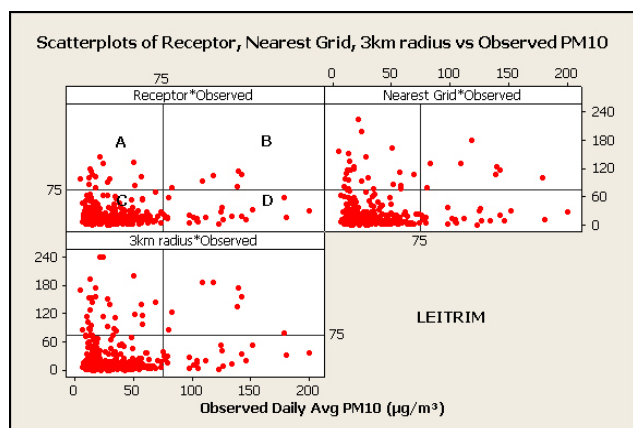 Scatterplots of Receptor, Nearest Grid, 3km radius vs Observed PM10
75
0 50 100 150 200
Receptor*Observed
Nearest Grid*Observed
A
B
240
180
120
75
60
C
D
0
3km radius*Observed
75
240
180
120
LEITRIM
75
60
0
0 50 100 150 200
Observed Daily Avg PM10 (µg/m³)